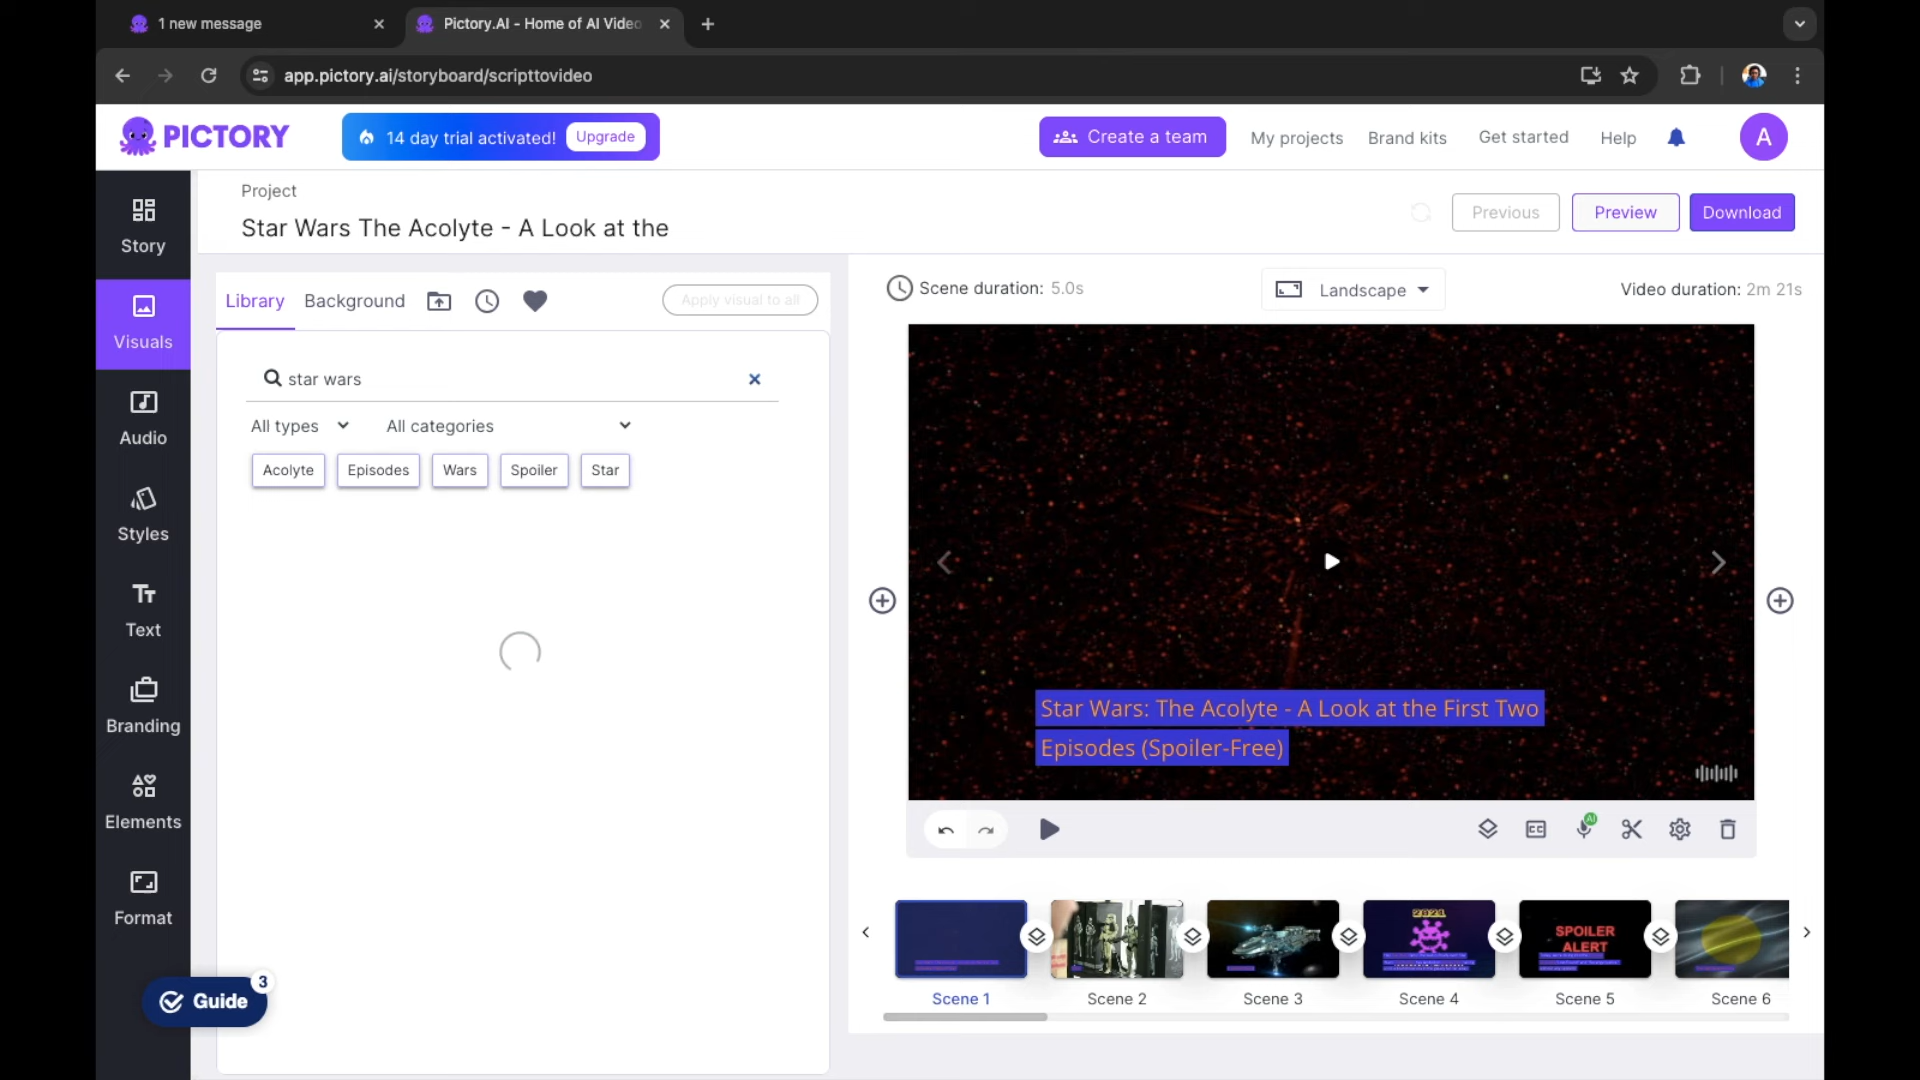 1 new message
Pictory.AI - Home of AI Video
app.pictory.ai/storyboard/scripttovideo
PICTORY
14 day trial activated!
Upgrade
Create a team
My projects
Brand kits
Get started
Help
A
Project
Star Wars The Acolyte - A Look at the
Previous
Preview
Download
Story
Visuals
Audio
Styles
Text
Branding
Elements
Format
Library
Background
Apply visual to all
star wars
All types
All categories
Acolyte
Episodes
Wars
Spoiler
Star
Scene duration: 5.0s
Landscape
Video duration: 2m 21s
Star Wars: The Acolyte - A Look at the First Two
Episodes (Spoiler-Free)
AI
CC
2021
SPOILER
ALERT
Scene 1
Scene 2
Scene 3
Scene 4
Scene 5
Scene 6
Guide
3